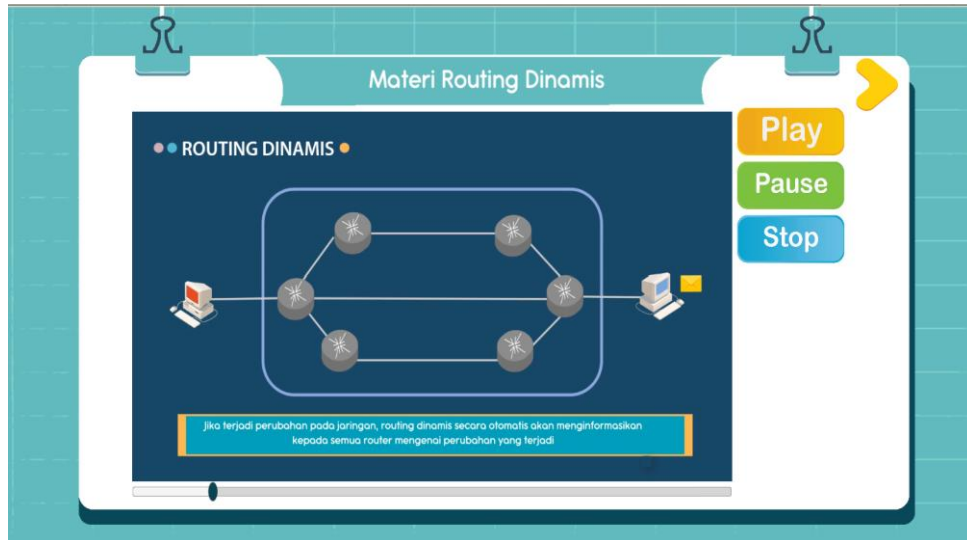 Materi Routing Dinamis
ROUTING DINAMIS
Play
Pause
Stop
Jika terjadi perubahan pada jaringan, routing dinamis secara otomatis akan menginformasikan
kepada semua router mengenai perubahan yang terjadi